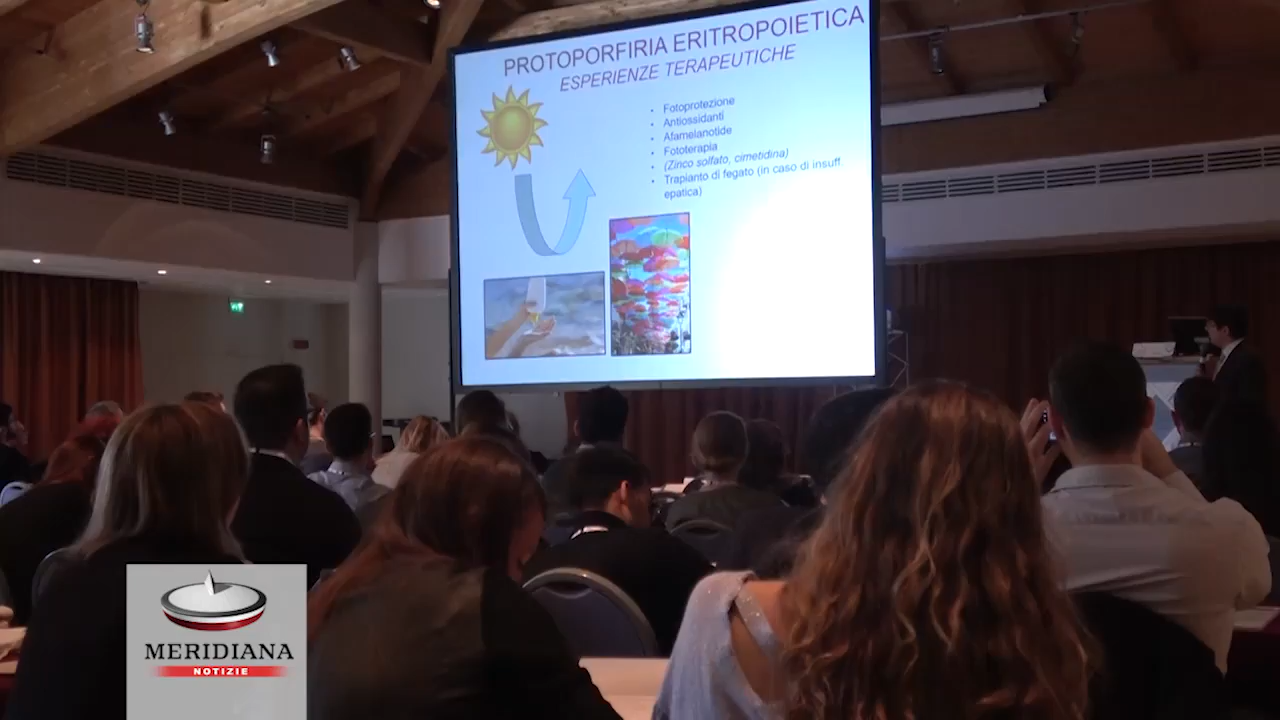 PROTOPORFIRIA ERITROPOIETICA
ESPERIENZE TERAPEUTICHE
• Fotoprotezione
• Antiossidanti
• Afamelanotide
• Fototerapia
• (Zinco solfato, cimetidina)
• Trapianto di fegato (in caso di insuff.
epatica)
MERIDIANA
NOTIZIE